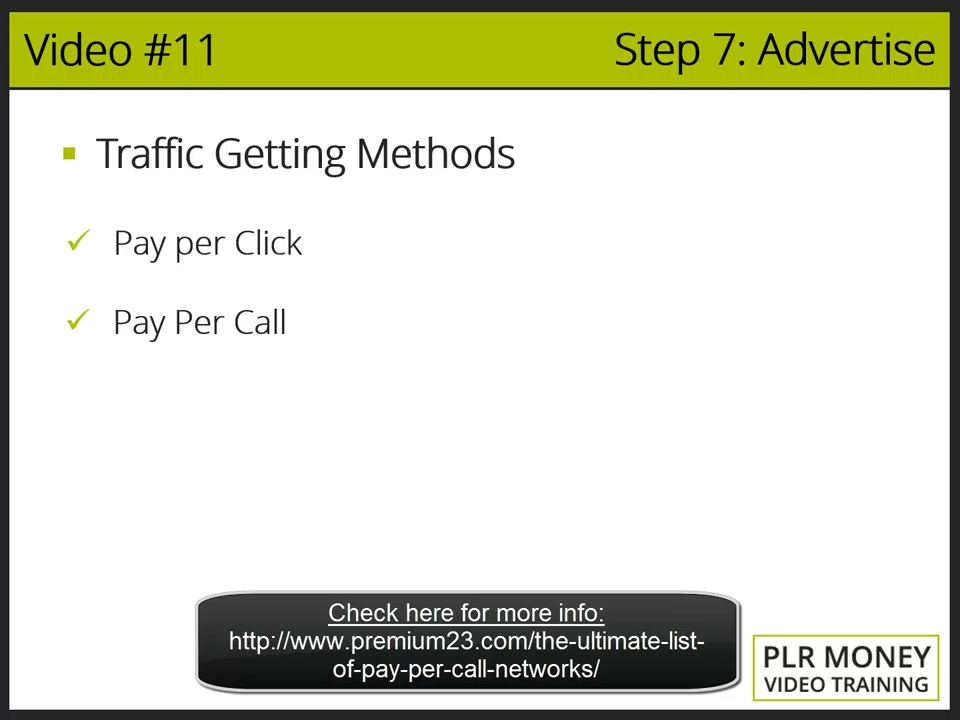 Video #11
Step 7: Advertise
Traffic Getting Methods
Pay per Click
Pay Per Call
Check here for more info:
http://www.premium23.com/the-ultimate-list-
of-pay-per-call-networks/
PLR MONEY
VIDEO TRAINING